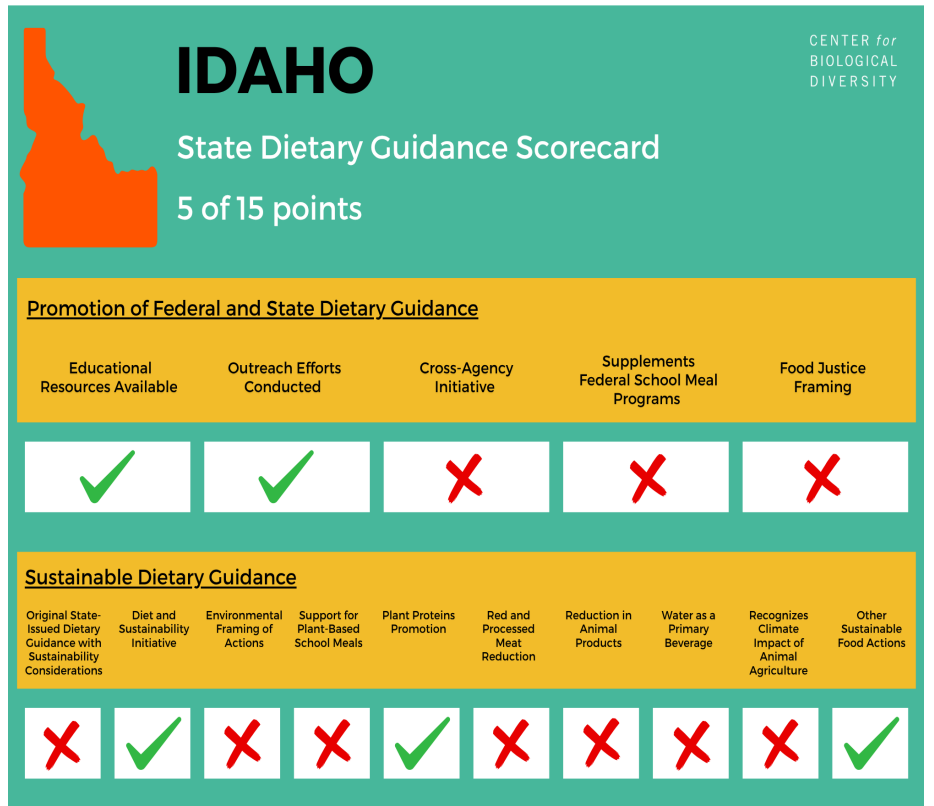 IDAHO
CENTER for
BIOLOGICAL
DIVERSITY
State Dietary Guidance Scorecard
5 of 15 points
Promotion of Federal and State Dietary Guidance
Educational
Resources Available
Outreach Efforts
Conducted
Cross-Agency
Initiative
Supplements
Federal School Meal
Programs
Food Justice
Framing
Sustainable Dietary Guidance
Original State-
Issued Dietary
Guidance with
Sustainability
Considerations
Diet and
Sustainability
Initiative
Environmental
Framing of
Actions
Support for
Plant-Based
School Meals
Plant Proteins
Promotion
Red and
Processed
Meat
Reduction
Reduction in
Animal
Products
Water as a
Primary
Beverage
Recognizes
Climate
Impact of
Animal
Agriculture
Other
Sustainable
Food Actions